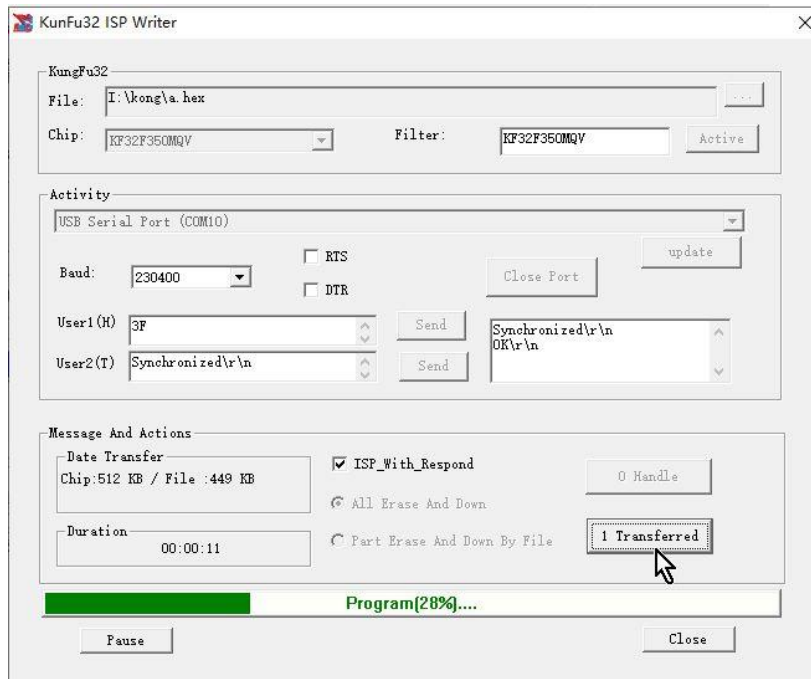 KunFu32 ISP Writer
KungFu32
File: I:\kong\a.hex ...
Chip: KF32F350MQV Filter: KF32F350MQV Active
Activity
USB Serial Port (COM10)
update
RTS
Baud: 230400 Close Port
DTR
User1(H) 3F Send Synchronized\r\n
OK\r\n
User2(T) Synchronized\r\n Send
Message And Actions
Date Transfer
Chip:512 KB / File :449 KB
ISP_With_Respond
0 Handle
All Erase And Down
Duration
00:00:11
Part Erase And Down By File
1 Transferred
Program(28%)....
Pause Close